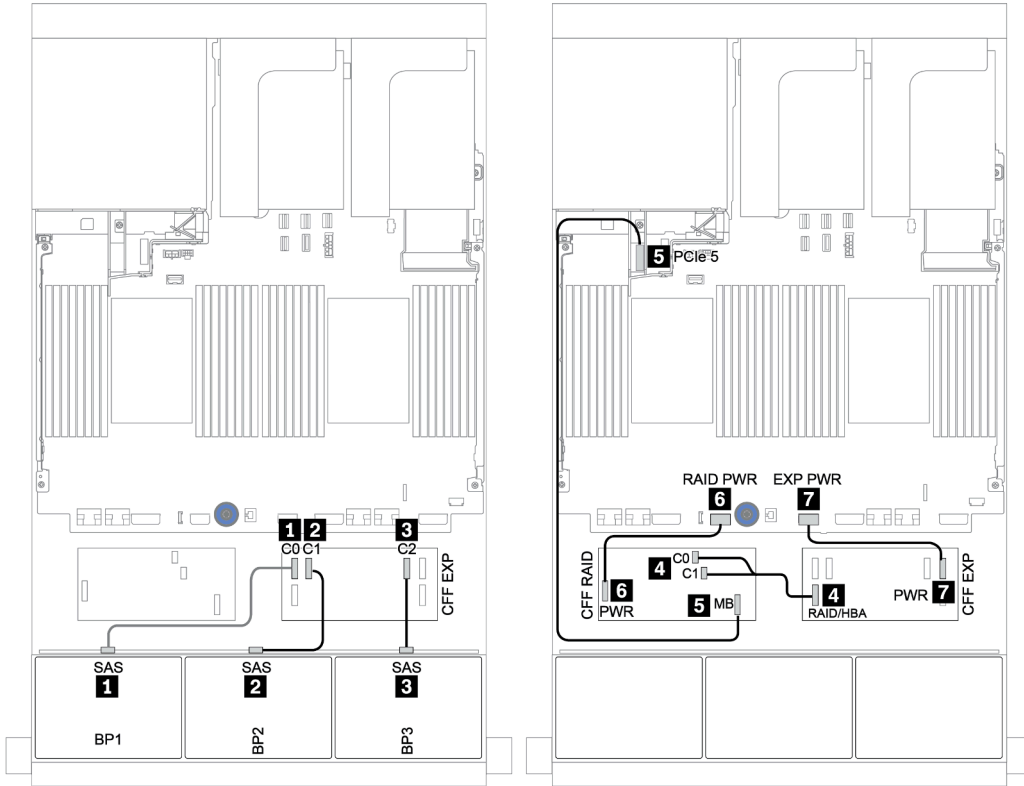 1 2 3
C0 C1 C2
CFF EXP
SAS SAS SAS
1 2 3
BP1 BP2 BP3
5 PCIe 5
RAID PWR EXP PWR
6 7
CFF RAID
4 C0
C1
6
PWR
5 MB
4
RAID/HBA
PWR 7
CFF EXP